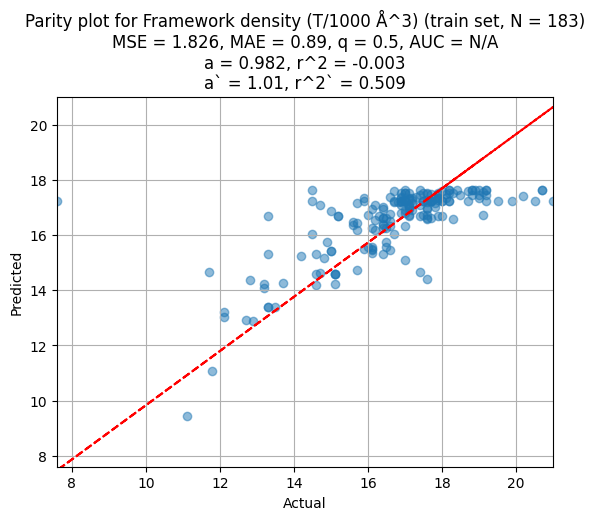 Parity plot for Framework density (T/1000 Å^3) (train set, N = 183)
MSE = 1.826, MAE = 0.89, q = 0.5, AUC = N/A
a = 0.982, r^2 = -0.003
a` = 1.01, r^2` = 0.509
20
18
16
14
12
10
8
Predicted
8 10 12 14 16 18 20
Actual